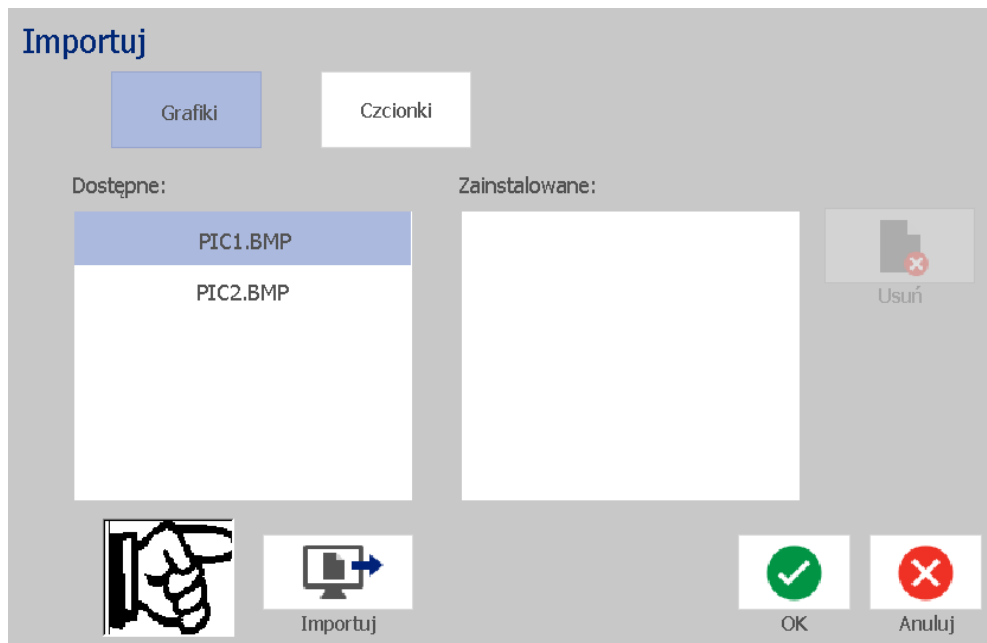 Importuj
Grafiki
Czcionki
Dostępne:
Zainstalowane:
PIC1.BMP
PIC2.BMP
Usuń
Importuj
OK
Anuluj